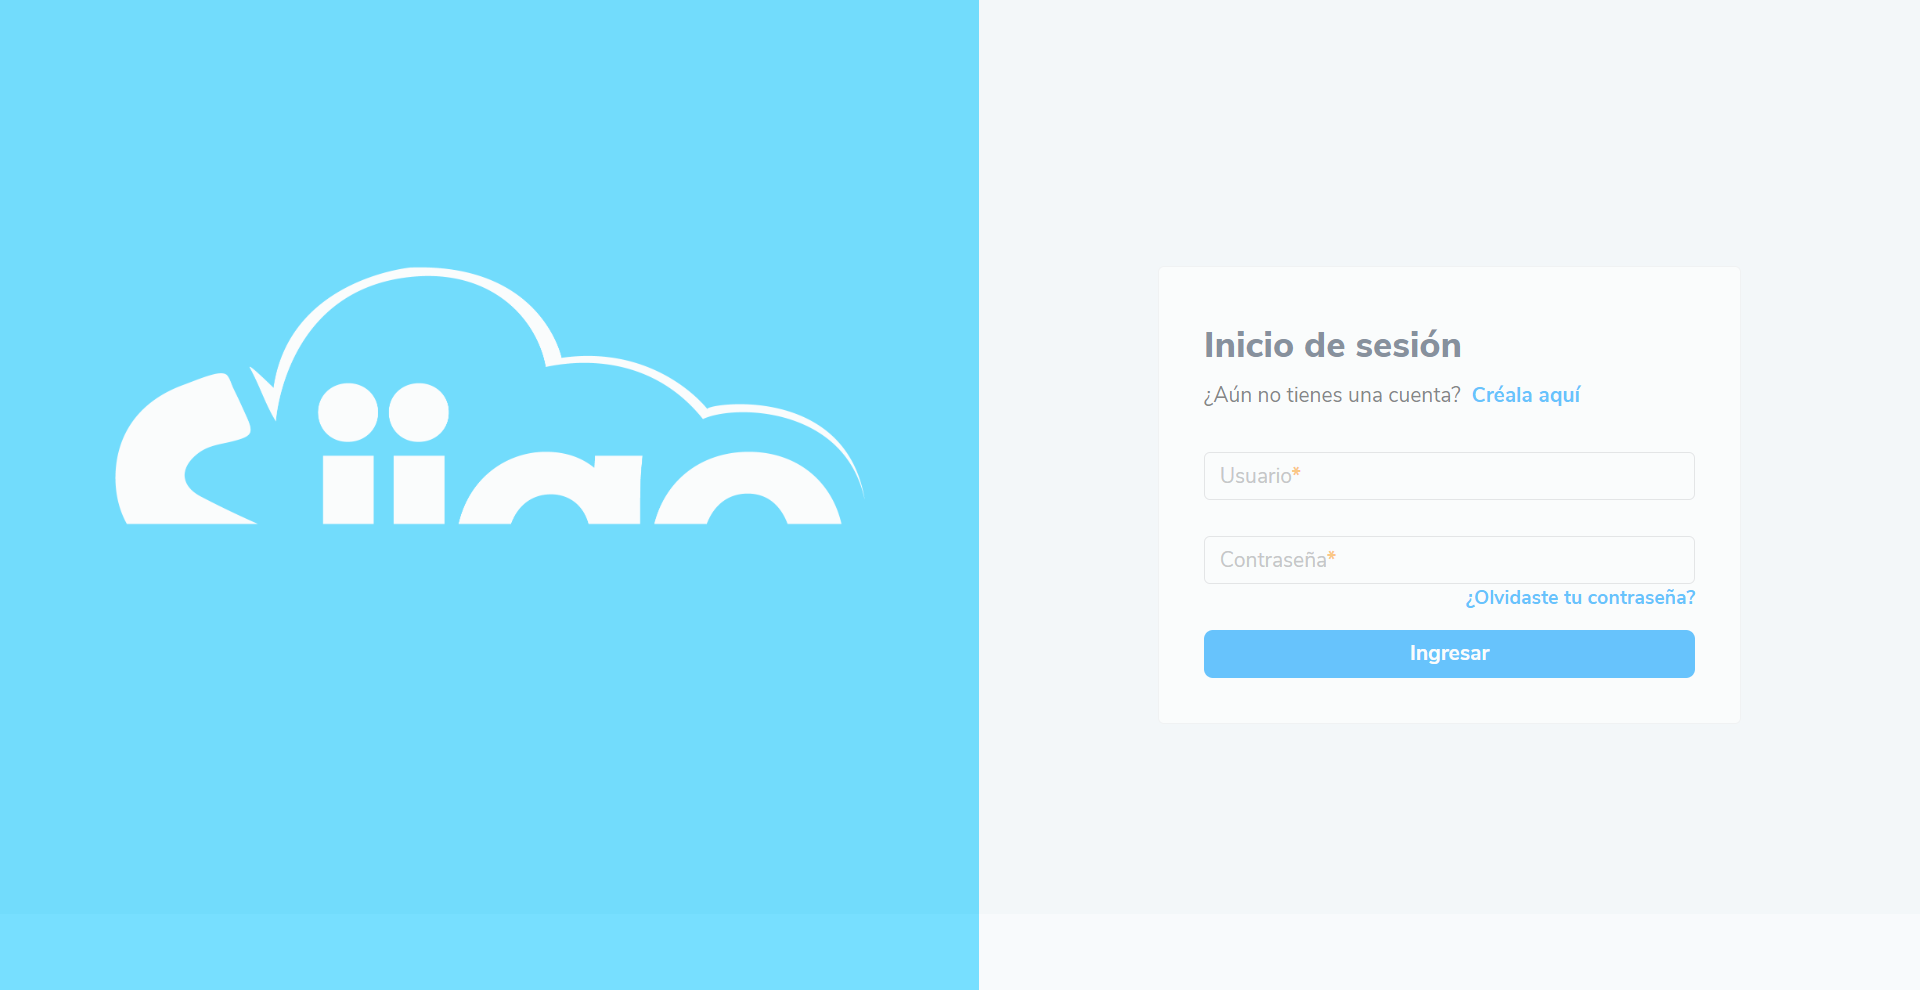 Siigo
Inicio de sesión
¿Aún no tienes una cuenta? Créala aquí
Usuario*
Contraseña*
¿Olvidaste tu contraseña?
Ingresar